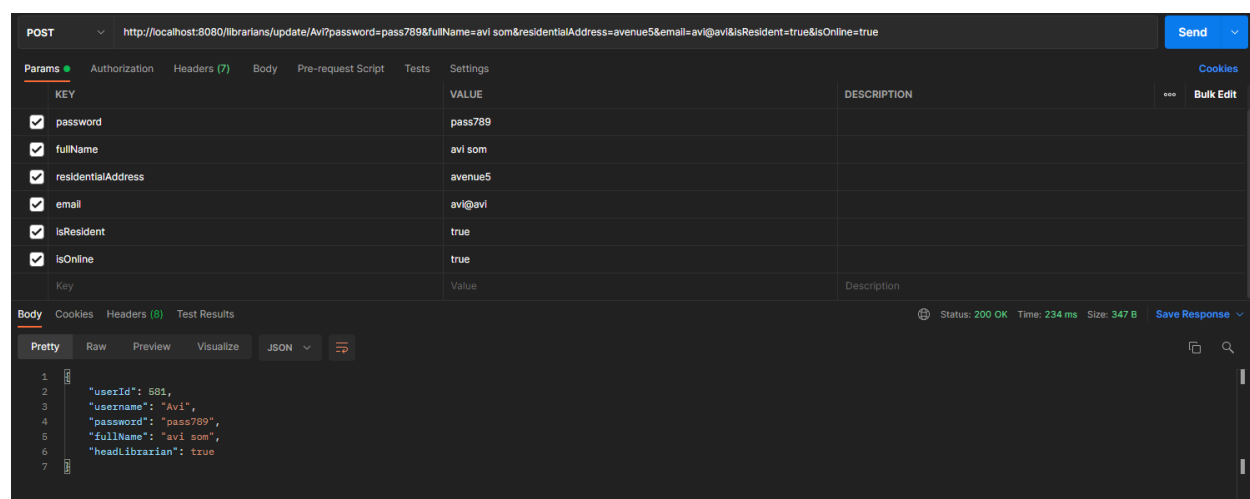 POST http://localhost:8080/librarians/update/Avi?password=pass789&fullName=avi som&residentialAddress=avenue5&email=avi@avi&isResident=true&isOnline=true Send
Params Authorization Headers (7) Body Pre-request Script Tests Settings Cookies
KEY VALUE DESCRIPTION ooo Bulk Edit
password pass789
fullName avi som
residentialAddress avenue5
email avi@avi
isResident true
isOnline true
Key Value Description
Body Cookies Headers (8) Test Results Status: 200 OK Time: 234 ms Size: 347 B Save Response
Pretty Raw Preview Visualize JSON
1 {
2 "userId": 581,
3 "username": "Avi",
4 "password": "pass789",
5 "fullName": "avi som",
6 "headLibrarian": true
7 }